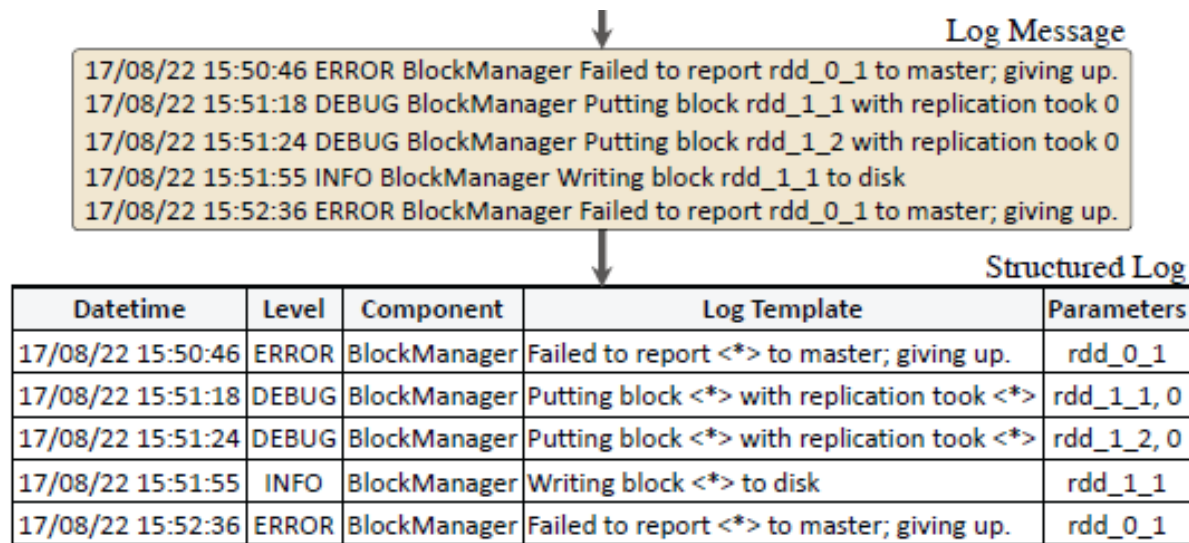 Log Message
17/08/22 15:50:46 ERROR BlockManager Failed to report rdd_0_1 to master; giving up.
17/08/22 15:51:18 DEBUG BlockManager Putting block rdd_1_1 with replication took 0
17/08/22 15:51:24 DEBUG BlockManager Putting block rdd_1_2 with replication took 0
17/08/22 15:51:55 INFO BlockManager Writing block rdd_1_1 to disk
17/08/22 15:52:36 ERROR BlockManager Failed to report rdd_0_1 to master; giving up.
Structured Log
Datetime Level Component Log Template Parameters
17/08/22 15:50:46 ERROR BlockManager Failed to report <*> to master; giving up. rdd_0_1
17/08/22 15:51:18 DEBUG BlockManager Putting block <*> with replication took <*> rdd_1_1, 0
17/08/22 15:51:24 DEBUG BlockManager Putting block <*> with replication took <*> rdd_1_2, 0
17/08/22 15:51:55 INFO BlockManager Writing block <*> to disk rdd_1_1
17/08/22 15:52:36 ERROR BlockManager Failed to report <*> to master; giving up. rdd_0_1